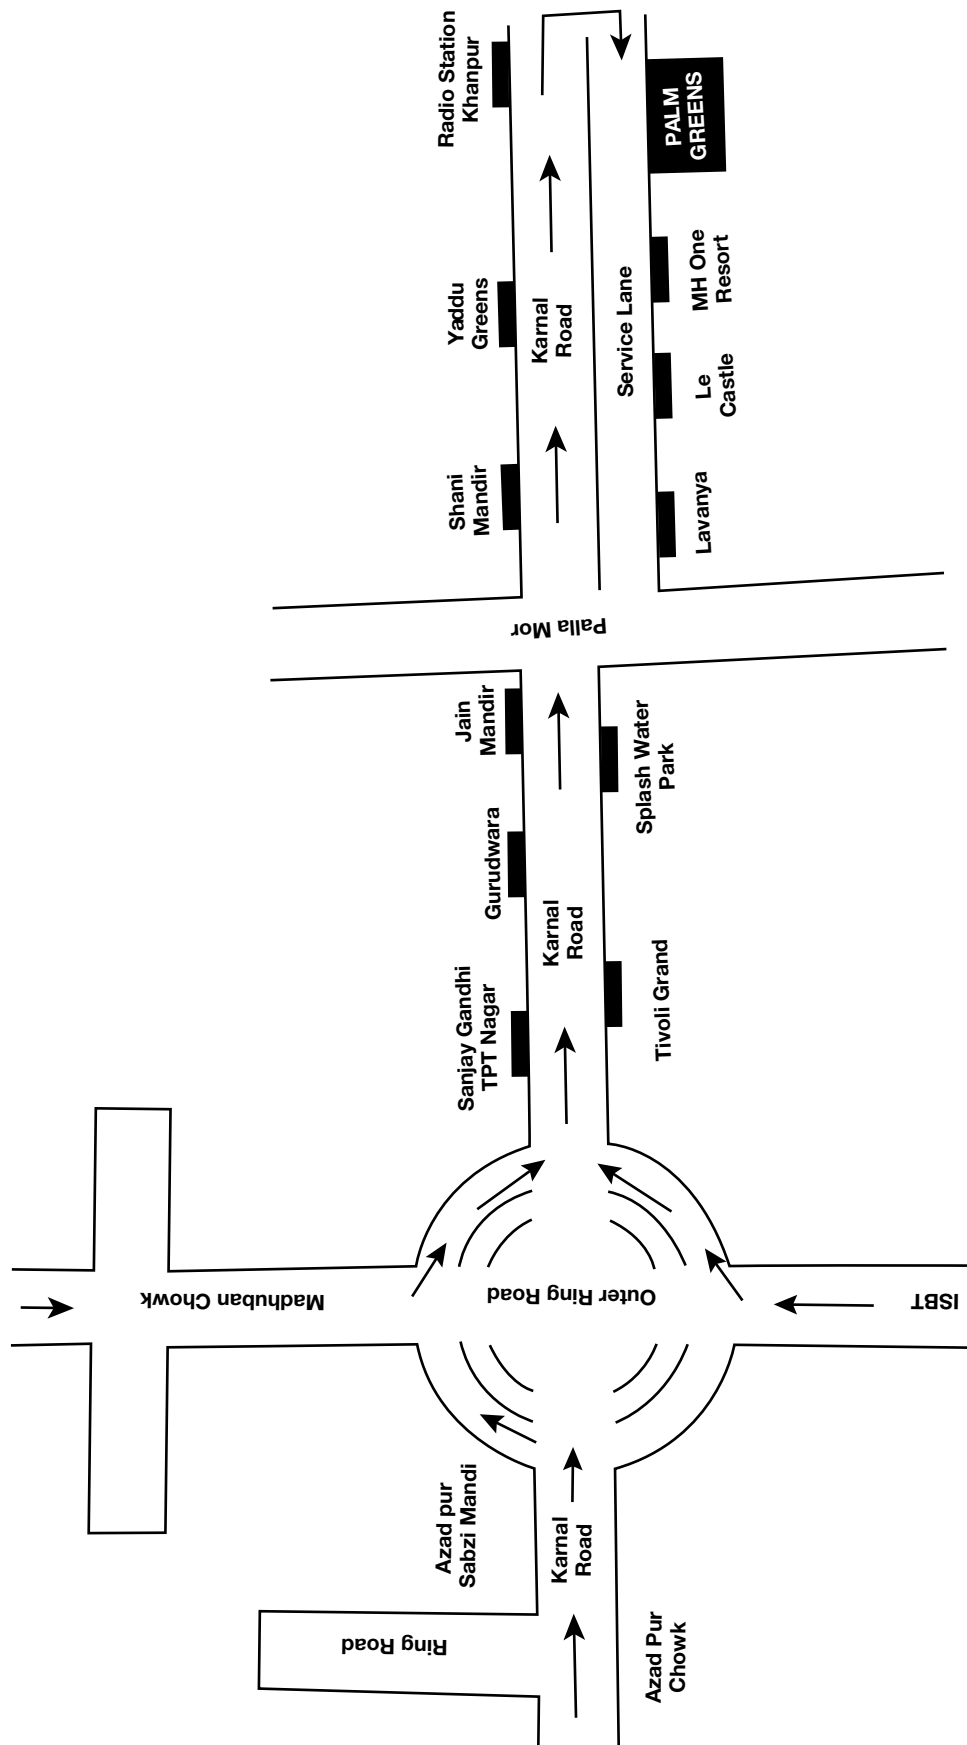 Radio Station
Khanpur
PALM
GREENS
Yaddu
Greens
Karnal
Road
Service Lane
MH One
Resort
Le
Castle
Shani
Mandir
Lavanya
Palla Mor
Jain
Mandir
Splash Water
Park
Gurudwara
Karnal
Road
Tivoli Grand
Sanjay Gandhi
TPT Nagar
Madhuban Chowk
Outer Ring Road
ISBT
Azad pur
Sabzi Mandi
Karnal
Road
Ring Road
Azad Pur
Chowk